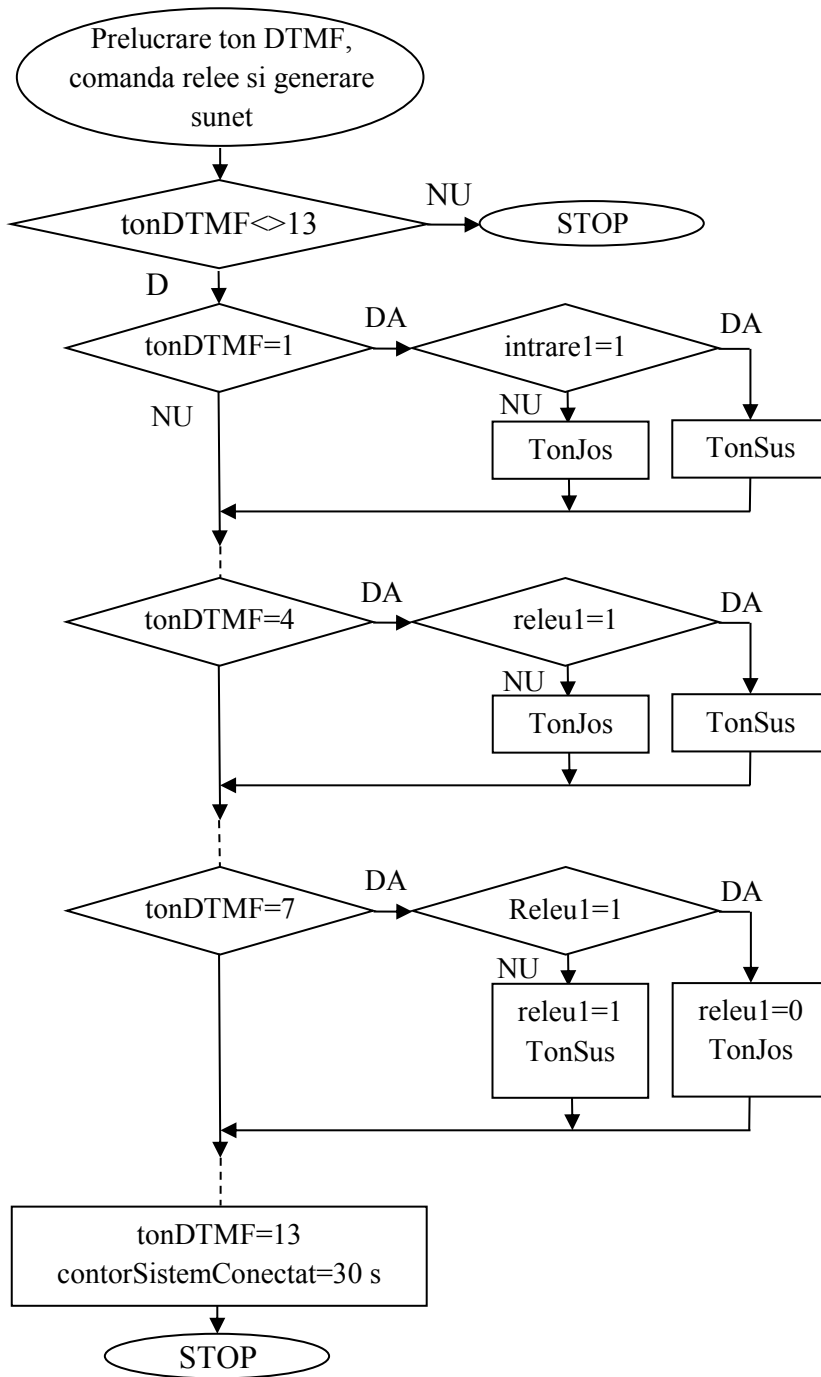 Prelucrare ton DTMF,
comanda relee si generare
sunet
tonDTMF<>13
NU
STOP
D
tonDTMF=1
DA
intrare1=1
DA
NU
NU
TonJos
TonSus
tonDTMF=4
DA
releu1=1
DA
NU
TonJos
TonSus
tonDTMF=7
DA
Releu1=1
DA
NU
releu1=1
TonSus
releu1=0
TonJos
tonDTMF=13
contorSistemConectat=30 s
STOP